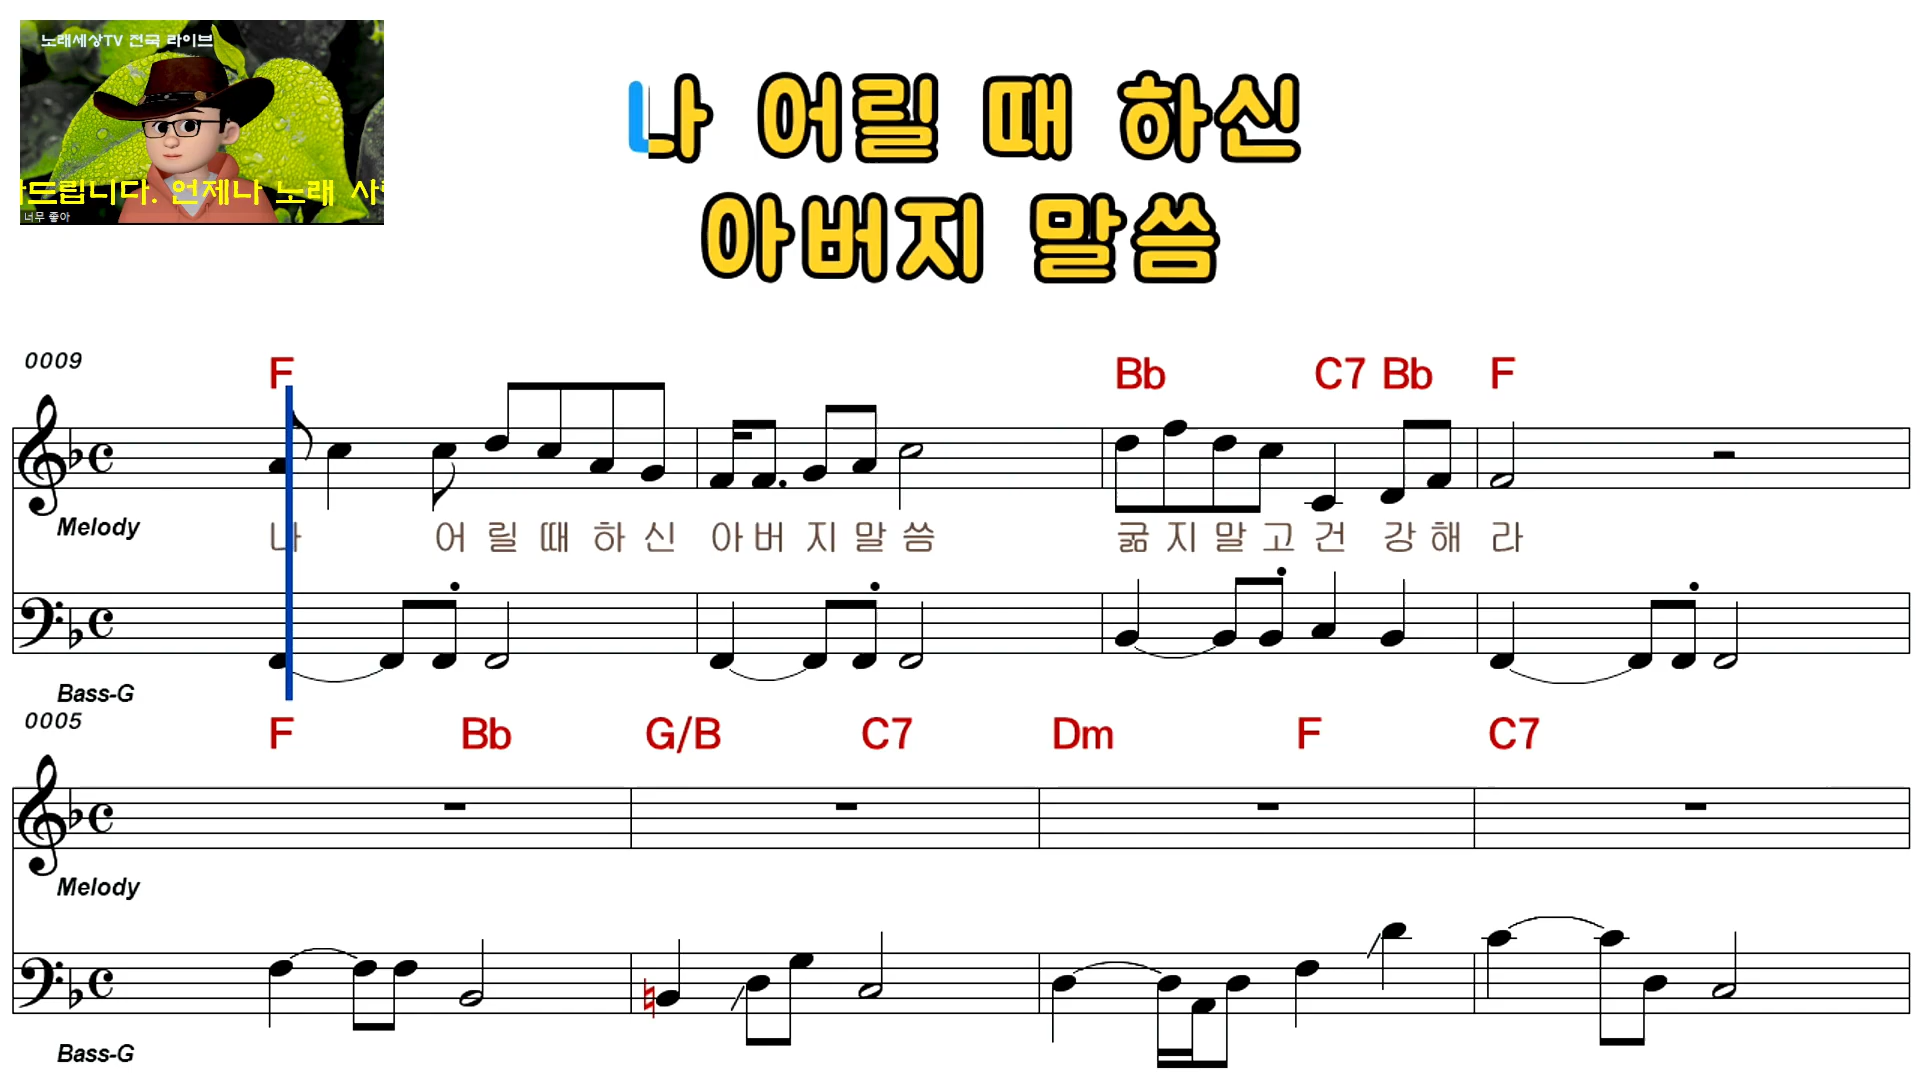 노래세상TV 전국 라이브
드립니다. 언제나 노래
너무 좋아
나 어릴 때 하신
아버지 말씀
0009
F Bb C7 Bb F
Melody
나 어 릴 때 하 신 아 버 지 말 씀 굶 지 말 고 건 강 해 라
Bass-G
0005
F Bb G/B C7 Dm F C7
Melody
Bass-G